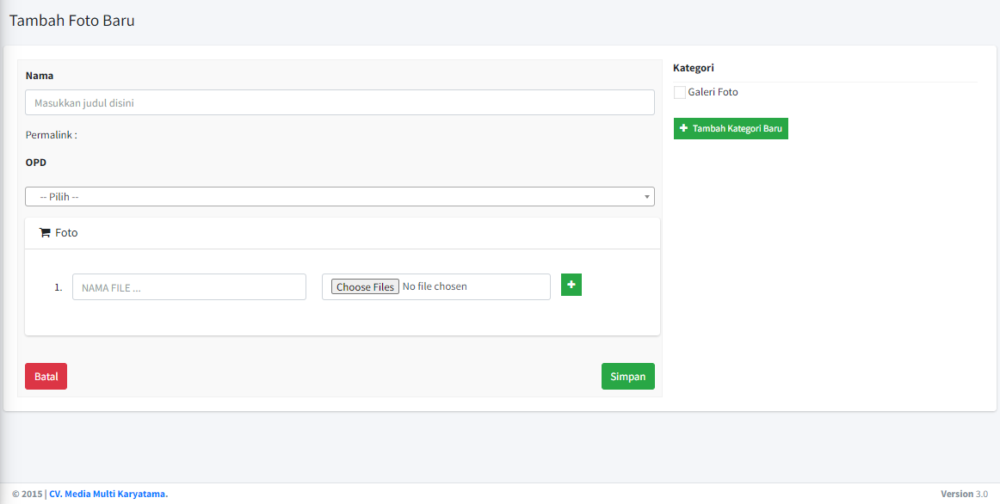 Tambah Foto Baru
Nama
Masukkan judul disini
Permalink :
OPD
-- Pilih --
Foto
1. NAMA FILE ... Choose Files No file chosen
Batal Simpan
Kategori
Galeri Foto
Tambah Kategori Baru
© 2015 | CV. Media Multi Karyatama. Version 3.0